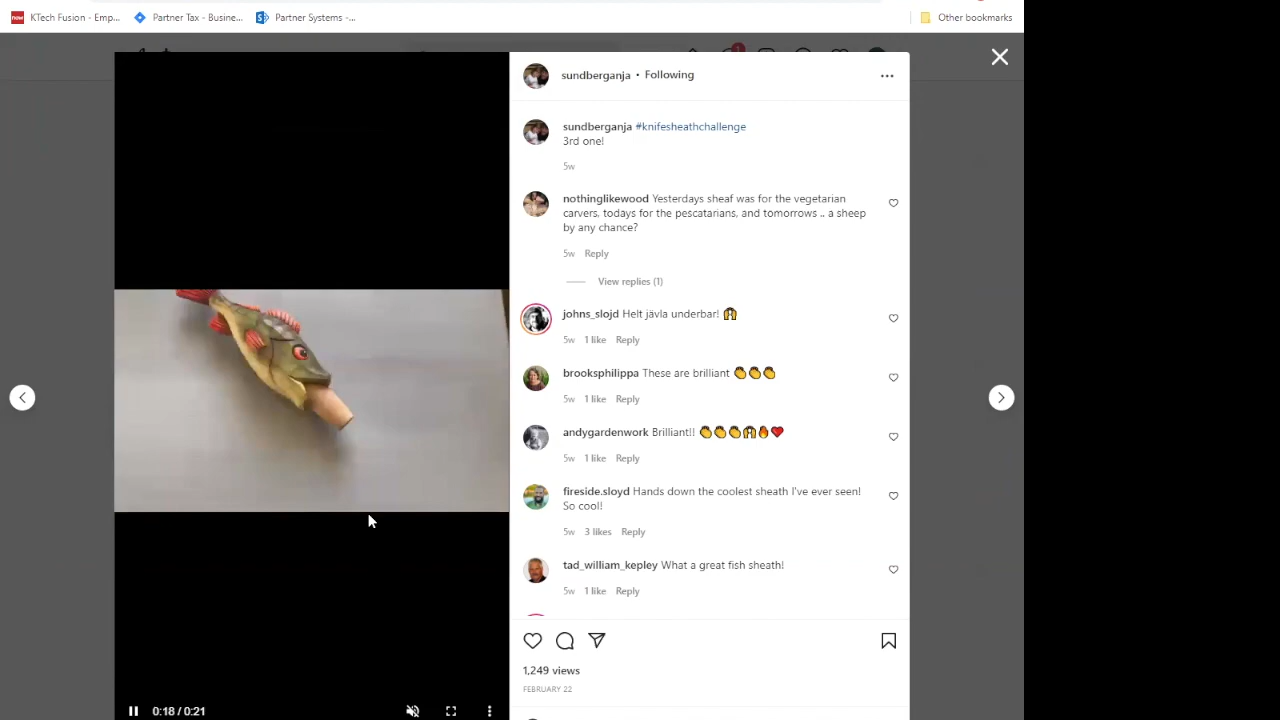 KTech Fusion - Emp...
Partner Tax - Busine...
Partner Systems -...
Other bookmarks
sundberganja • Following
sundberganja #knifesheathchallenge
3rd one!
5w
nothinglikewood Yesterdays sheaf was for the vegetarian
carvers, todays for the pescatarians, and tomorrows .. a sheep
by any chance?
5w Reply
View replies (1)
johns_slojd Helt jävla underbar! 🙌
5w 1 like Reply
brooksphilippa These are brilliant 👏👏👏
5w 1 like Reply
andygardenwork Brilliant!! 👏👏👏🙌🔥❤️
5w 1 like Reply
fireside.sloyd Hands down the coolest sheath I've ever seen!
So cool!
5w 3 likes Reply
tad_william_kepley What a great fish sheath!
5w 1 like Reply
1,249 views
FEBRUARY 22
0:18 / 0:21